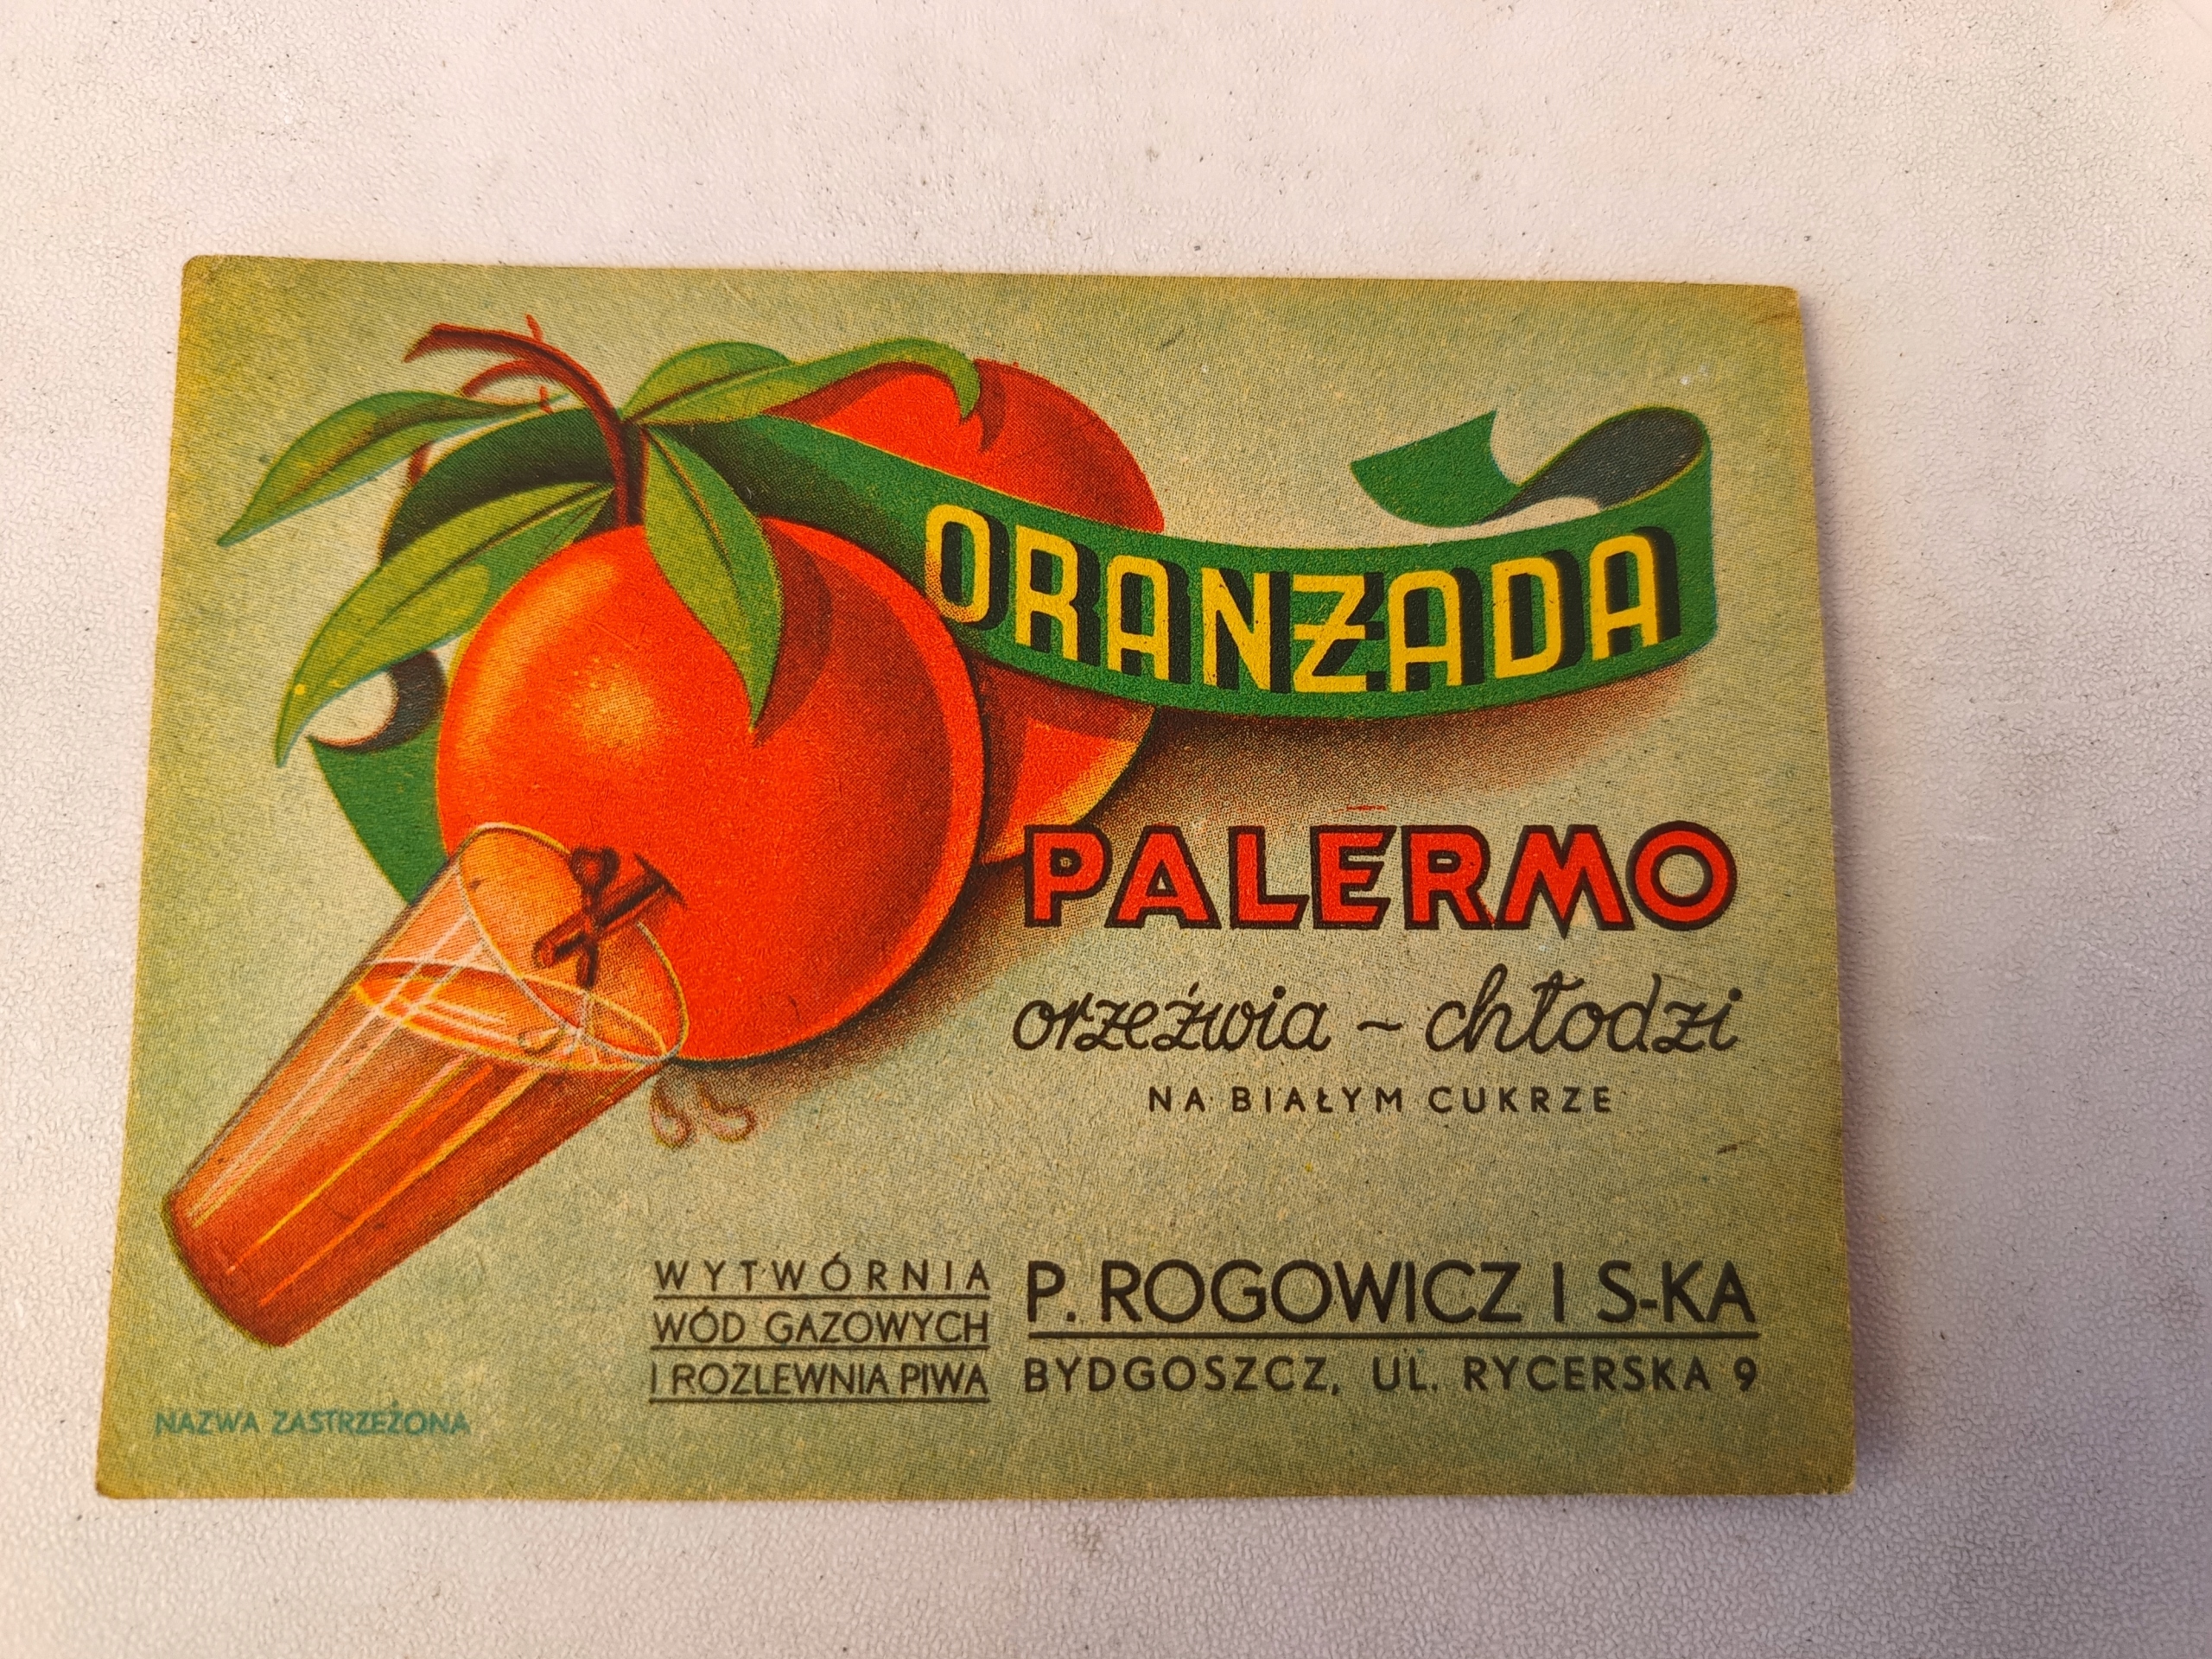 ORANŻADA
PALERMO
orzeźwia ~ chłodzi
NA BIAŁYM CUKRZE
WYTWÓRNIA
WÓD GAZOWYCH
I ROZLEWNIA PIWA
P. ROGOWICZ I S-KA
BYDGOSZCZ, UL. RYCERSKA 9
NAZWA ZASTRZEŻONA